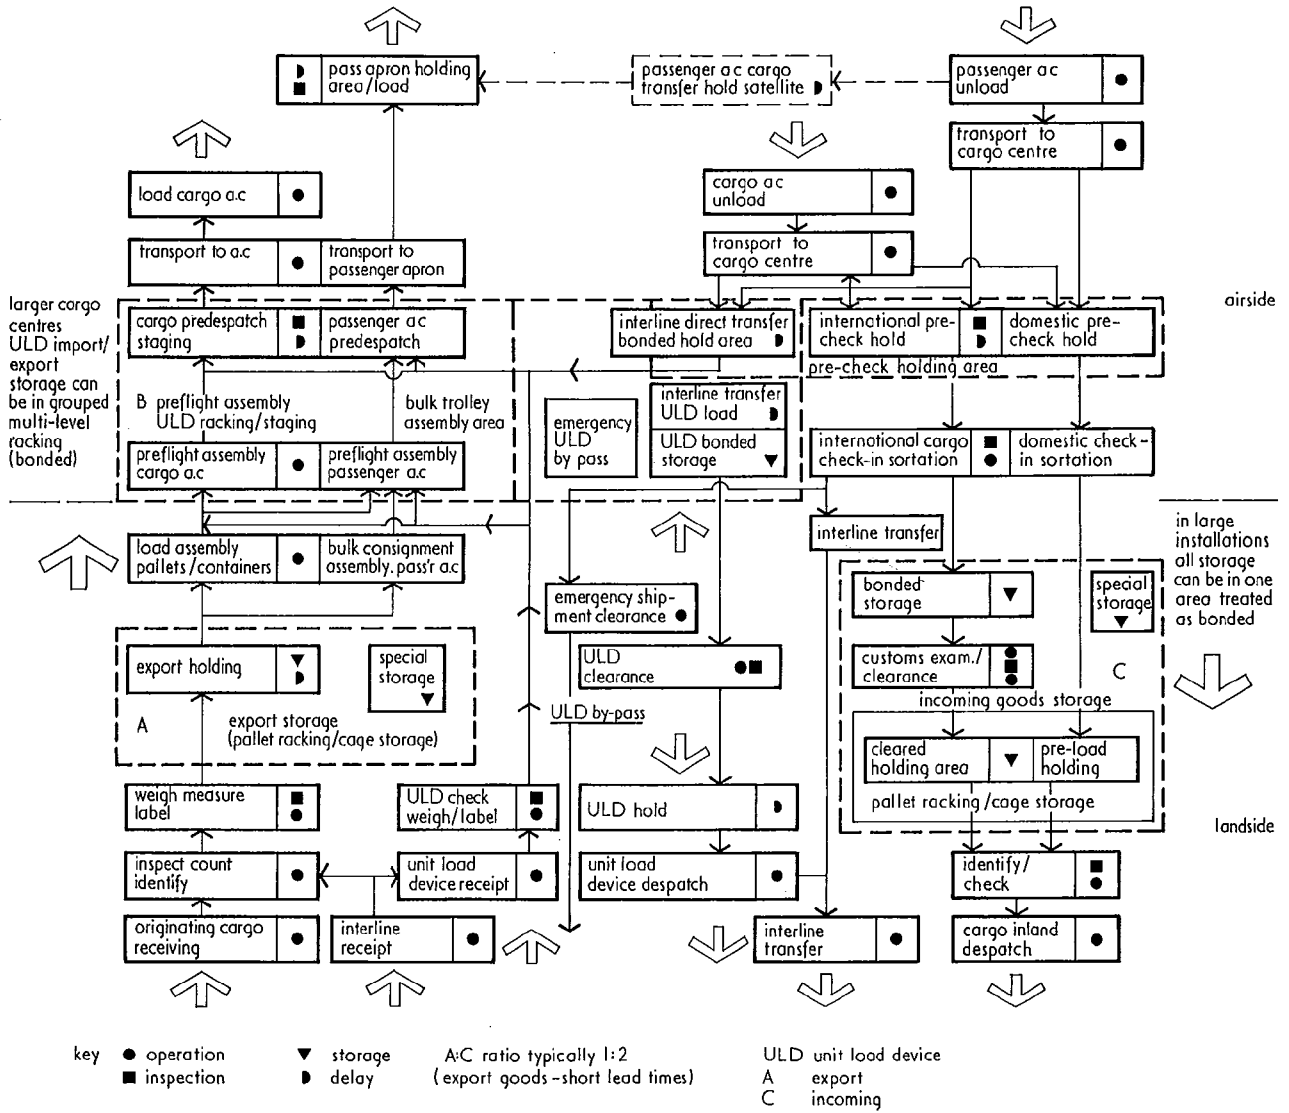 pass apron holding
area/load
passenger a c cargo
transfer hold satellite
passenger a c
unload
transport to
cargo centre
load cargo a.c
cargo a c
unload
transport to a.c
transport to
passenger apron
transport to
cargo centre
larger cargo
centres
ULD import/
export
storage can
be in grouped
multi-level
racking
(bonded)
airside
cargo predespatch
staging
passenger a.c
predespatch
interline direct transfer
bonded hold area
international pre-
check hold
domestic pre-
check hold
pre-check holding area
B preflight assembly
ULD racking/staging
bulk trolley
assembly area
emergency
ULD
by pass
interline transfer
ULD load
ULD bonded
storage
preflight assembly
cargo a.c
preflight assembly
passenger a.c
international cargo
check-in sortation
domestic check-
in sortation
load assembly
pallets/containers
bulk consignment
assembly. pass'r a.c
interline transfer
in large
installations
all storage
can be in one
area treated
as bonded
emergency ship-
ment clearance
bonded
storage
special
storage
export holding
special
storage
ULD
clearance
customs exam./
clearance
C
incoming goods storage
A
export storage
(pallet racking/cage storage)
ULD by-pass
cleared
holding area
pre-load
holding
pallet racking/cage storage
weigh measure
label
ULD check
weigh/label
ULD hold
landside
inspect count
identify
unit load
device receipt
unit load
device despatch
identify/
check
originating cargo
receiving
interline
receipt
interline
transfer
cargo inland
despatch
key
operation
inspection
storage
delay
A:C ratio typically 1:2
(export goods-short lead times)
ULD unit load device
A export
C incoming